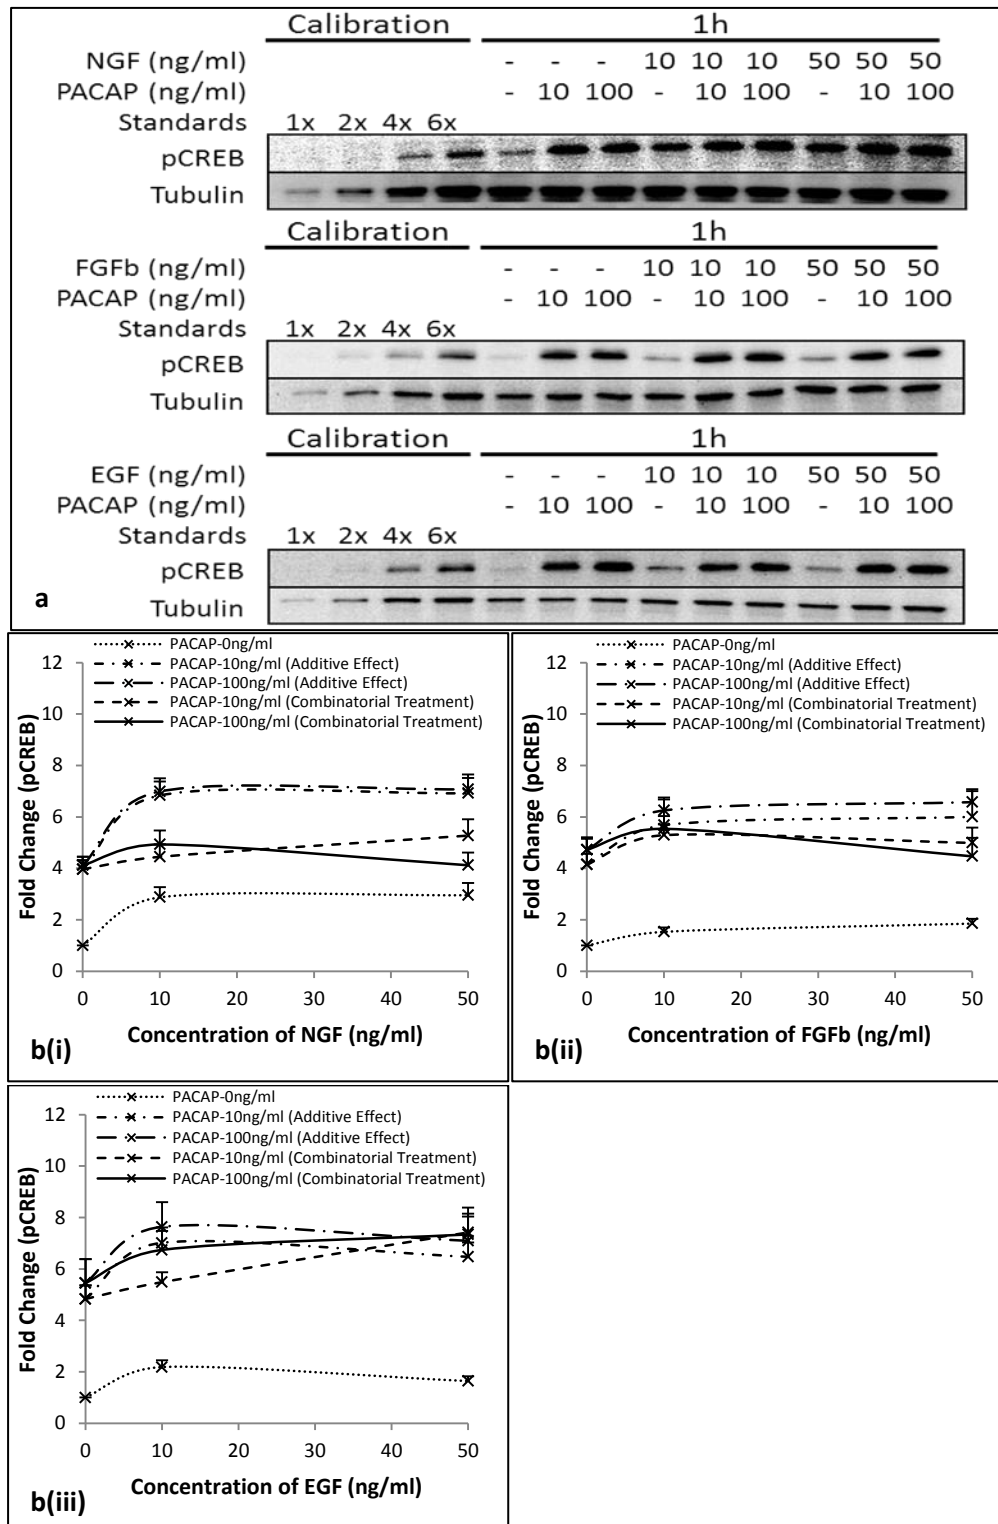 Calibration 1h
NGF (ng/ml) - - - 10 10 10 50 50 50
PACAP (ng/ml) - 10 100 - 10 100 - 10 100
Standards 1x 2x 4x 6x
pCREB
Tubulin
Calibration 1h
FGFb (ng/ml) - - - 10 10 10 50 50 50
PACAP (ng/ml) - 10 100 - 10 100 - 10 100
Standards 1x 2x 4x 6x
pCREB
Tubulin
Calibration 1h
EGF (ng/ml) - - - 10 10 10 50 50 50
PACAP (ng/ml) - 10 100 - 10 100 - 10 100
Standards 1x 2x 4x 6x
pCREB
Tubulin
a
PACAP-0ng/ml
PACAP-10ng/ml (Additive Effect)
PACAP-100ng/ml (Additive Effect)
PACAP-10ng/ml (Combinatorial Treatment)
PACAP-100ng/ml (Combinatorial Treatment)
Fold Change (pCREB)
12
10
8
6
4
2
0
0 10 20 30 40 50
Concentration of NGF (ng/ml)
b(i)
PACAP-0ng/ml
PACAP-10ng/ml (Additive Effect)
PACAP-100ng/ml (Additive Effect)
PACAP-10ng/ml (Combinatorial Treatment)
PACAP-100ng/ml (Combinatorial Treatment)
Fold Change (pCREB)
12
10
8
6
4
2
0
0 10 20 30 40 50
Concentration of FGFb (ng/ml)
b(ii)
PACAP-0ng/ml
PACAP-10ng/ml (Additive Effect)
PACAP-100ng/ml (Additive Effect)
PACAP-10ng/ml (Combinatorial Treatment)
PACAP-100ng/ml (Combinatorial Treatment)
Fold Change (pCREB)
12
10
8
6
4
2
0
0 10 20 30 40 50
Concentration of EGF (ng/ml)
b(iii)